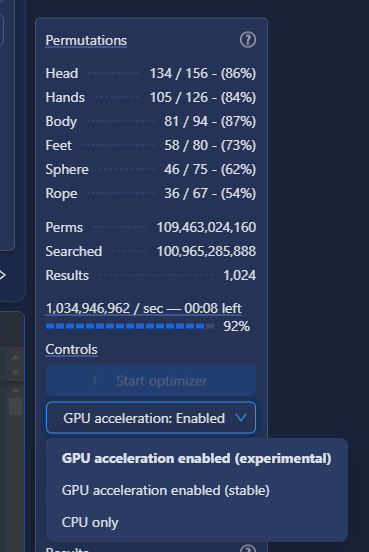 Permutations
Head 134 / 156 - (86%)
Hands 105 / 126 - (84%)
Body 81 / 94 - (87%)
Feet 58 / 80 - (73%)
Sphere 46 / 75 - (62%)
Rope 36 / 67 - (54%)
Perms 109,463,024,160
Searched 100,965,285,888
Results 1,024
1,034,946,962 / sec — 00:08 left
92%
Controls
Start optimizer
GPU acceleration: Enabled
GPU acceleration enabled (experimental)
GPU acceleration enabled (stable)
CPU only
Results